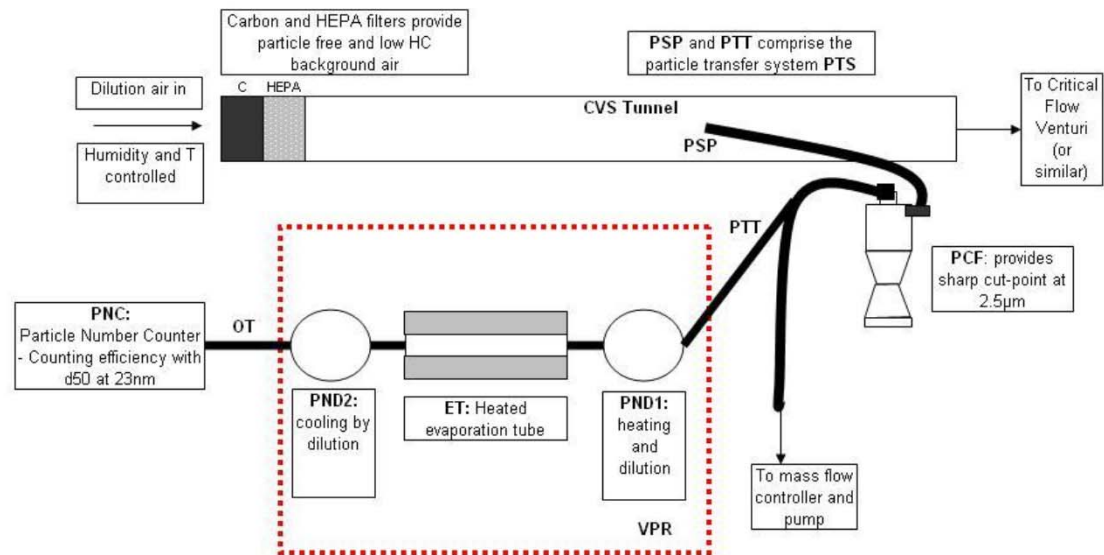 Carbon and HEPA filters provide
particle free and low HC
background air
PSP and PTT comprise the
particle transfer system PTS
Dilution air in
C HEPA
CVS Tunnel
To Critical
Flow
Venturi
(or
similar)
Humidity and T
controlled
PSP
PTT
PCF: provides
sharp cut-point at
2.5μm
PNC:
Particle Number Counter
- Counting efficiency with
d50 at 23nm
OT
PND2:
cooling by
dilution
ET: Heated
evaporation tube
PND1:
heating
and
dilution
To mass flow
controller and
pump
VPR